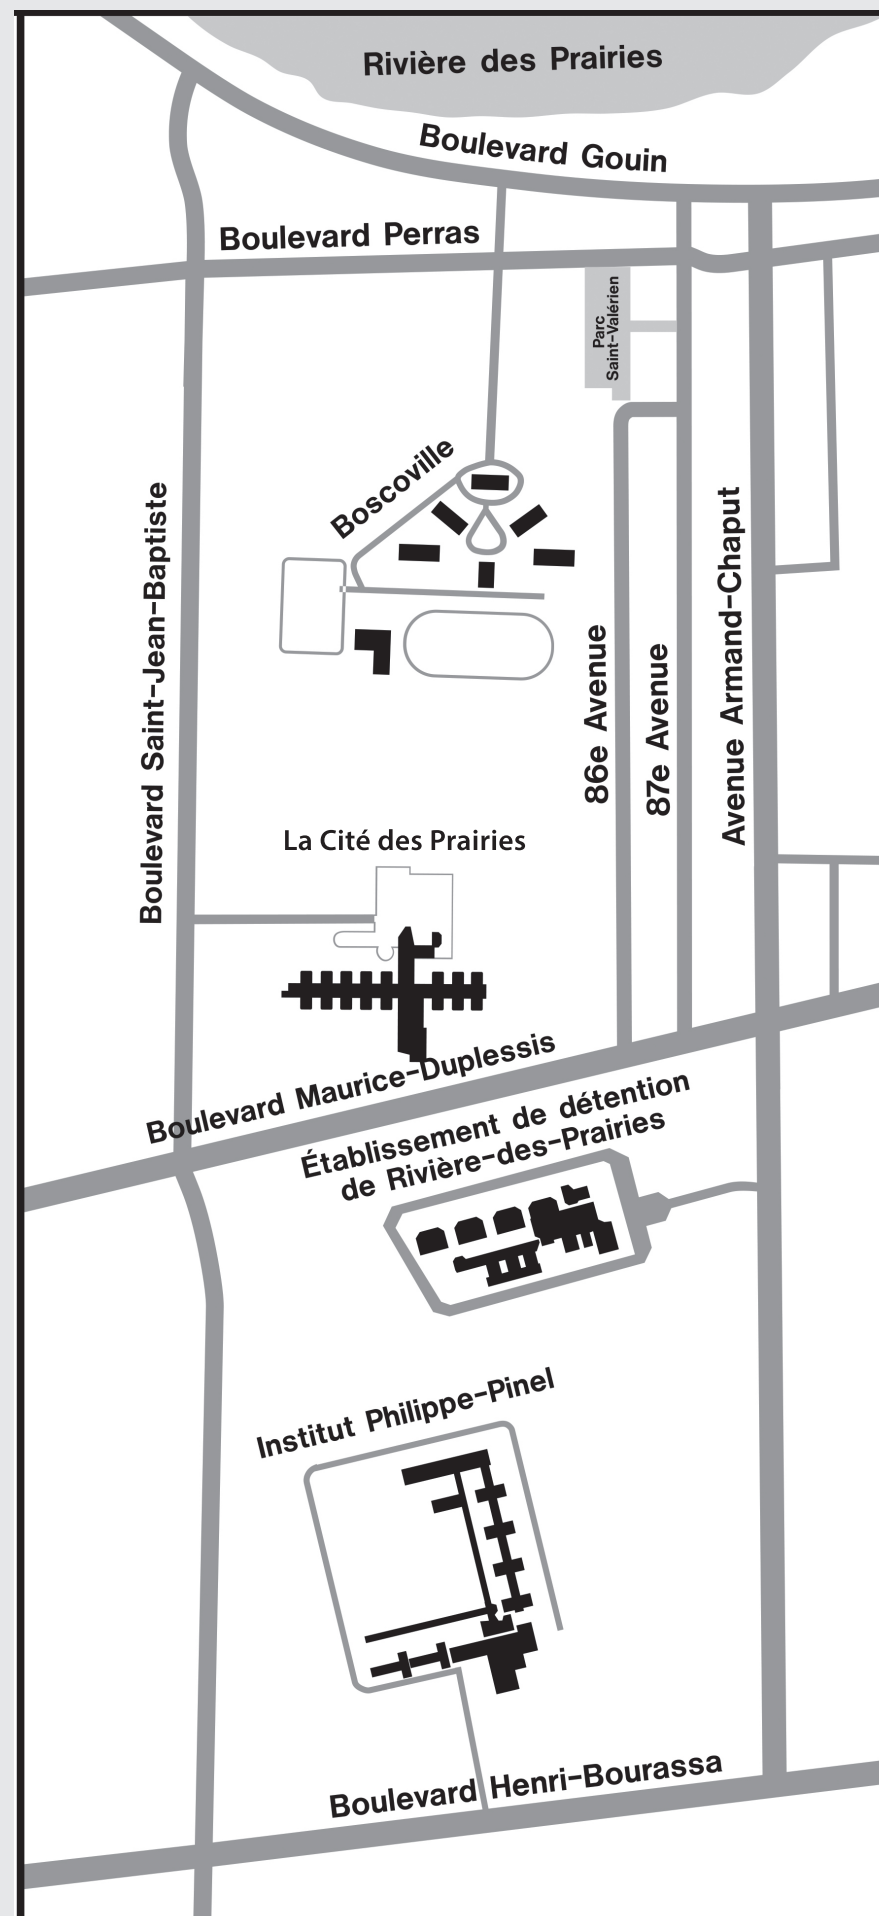 Rivière des Prairies
Boulevard Gouin
Boulevard Perras
Parc
Saint-Valérien
Boscoville
Boulevard Saint-Jean-Baptiste
86e Avenue
87e Avenue
Avenue Armand-Chaput
La Cité des Prairies
Boulevard Maurice-Duplessis
Établissement de détention
de Rivière-des-Prairies
Institut Philippe-Pinel
Boulevard Henri-Bourassa